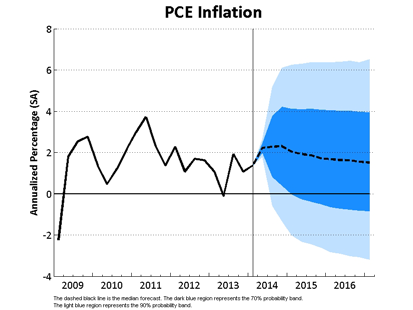 PCE Inflation
Annualized Percentage (SA)
8
6
4
2
0
-2
-4
2009 2010 2011 2012 2013 2014 2015 2016
The dashed black line is the median forecast. The dark blue region represents the 70% probability band.
The light blue region represents the 90% probability band.